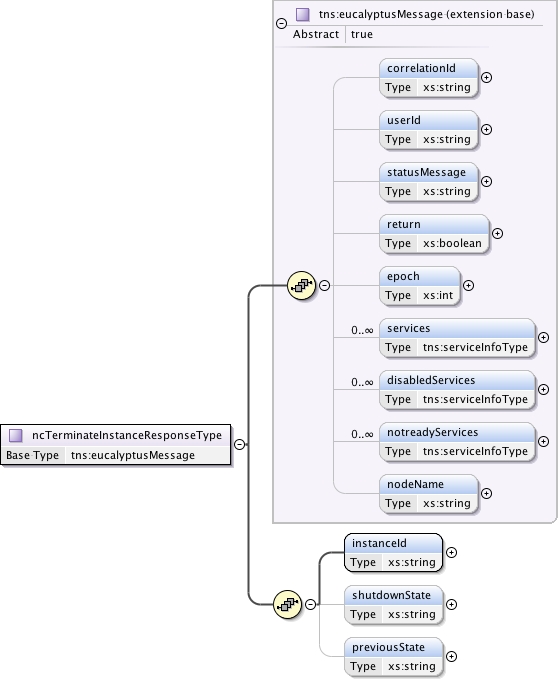 tns:eucalyptusMessage (extension base)
Abstract true
correlationId
Type xs:string
userId
Type xs:string
statusMessage
Type xs:string
return
Type xs:boolean
epoch
Type xs:int
0..∞ services
Type tns:serviceInfoType
0..∞ disabledServices
Type tns:serviceInfoType
0..∞ notreadyServices
Type tns:serviceInfoType
nodeName
Type xs:string
ncTerminateInstanceResponseType
Base Type tns:eucalyptusMessage
instanceId
Type xs:string
shutdownState
Type xs:string
previousState
Type xs:string